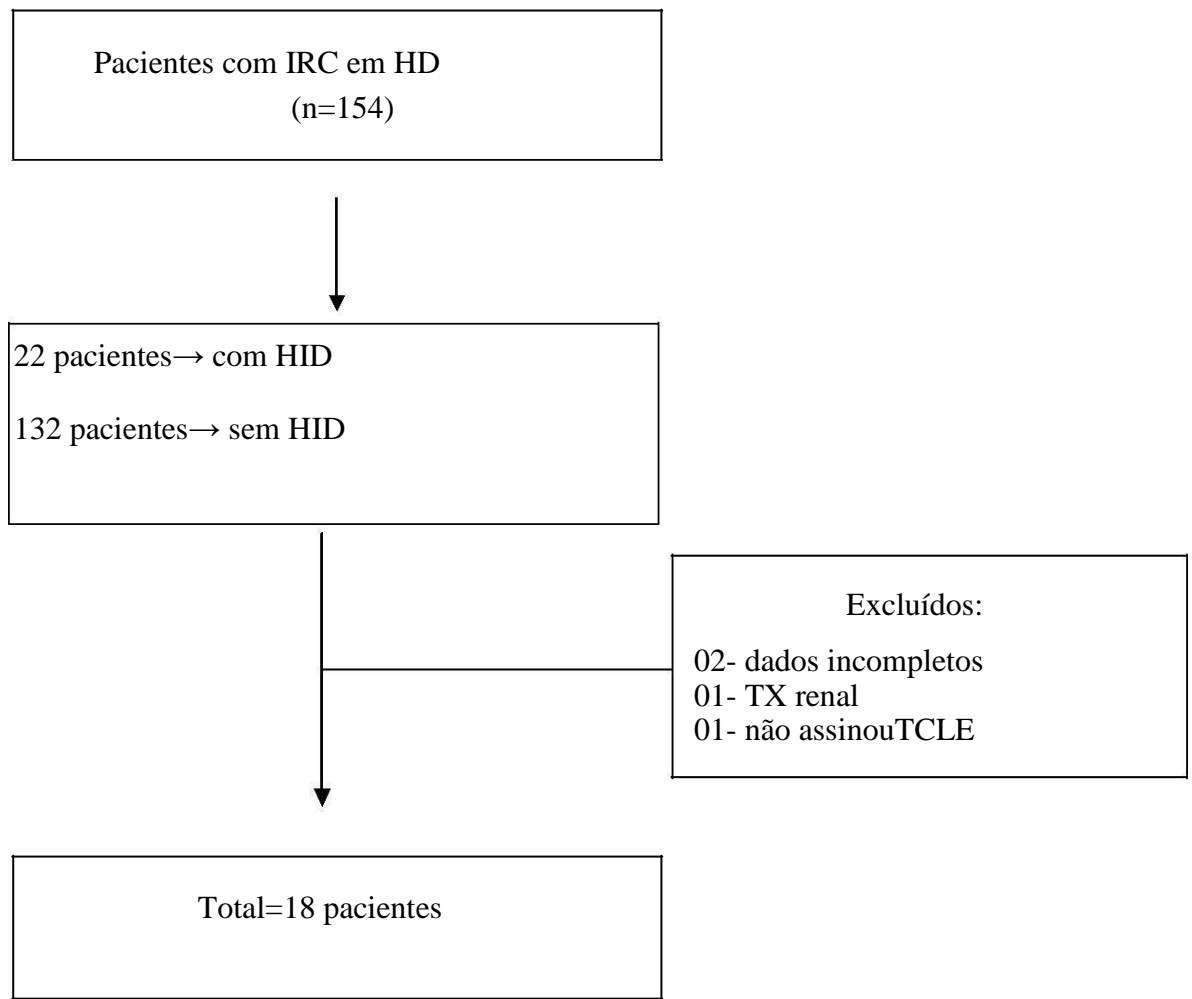 Pacientes com IRC em HD
(n=154)
22 pacientes→ com HID
132 pacientes→ sem HID
Excluídos:
02- dados incompletos
01- TX renal
01- não assinouTCLE
Total=18 pacientes